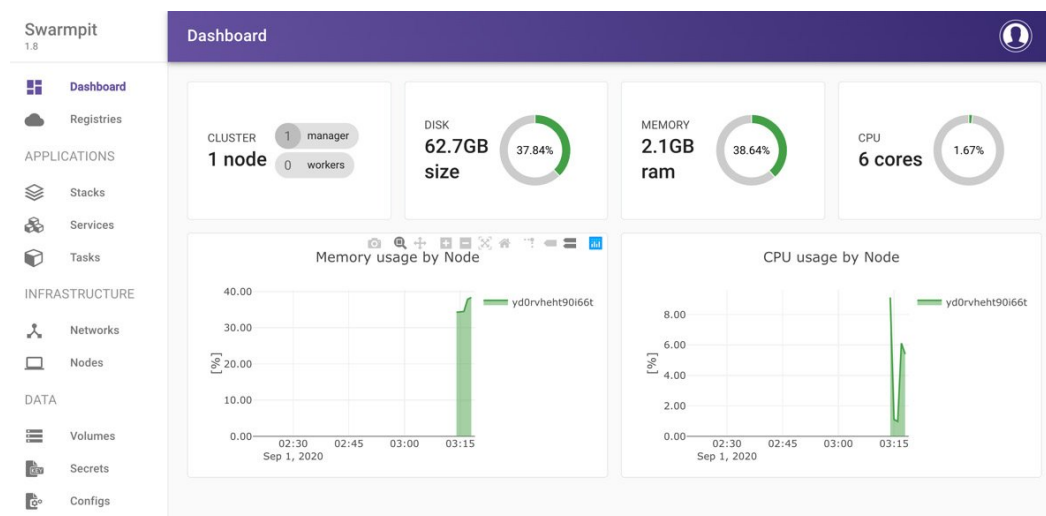 Swarmpit
1.8
Dashboard
Registries
APPLICATIONS
Stacks
Services
Tasks
INFRASTRUCTURE
Networks
Nodes
DATA
Volumes
Secrets
Configs
Dashboard
CLUSTER
1 node
1 manager
0 workers
DISK
62.7GB
size
37.84%
MEMORY
2.1GB
ram
38.64%
CPU
6 cores
1.67%
Memory usage by Node
40.00
30.00
20.00
10.00
0.00
[%]
02:30 02:45 03:00 03:15
Sep 1, 2020
yd0rvheht90i66t
CPU usage by Node
8.00
6.00
4.00
2.00
0.00
[%]
02:30 02:45 03:00 03:15
Sep 1, 2020
yd0rvheht90i66t